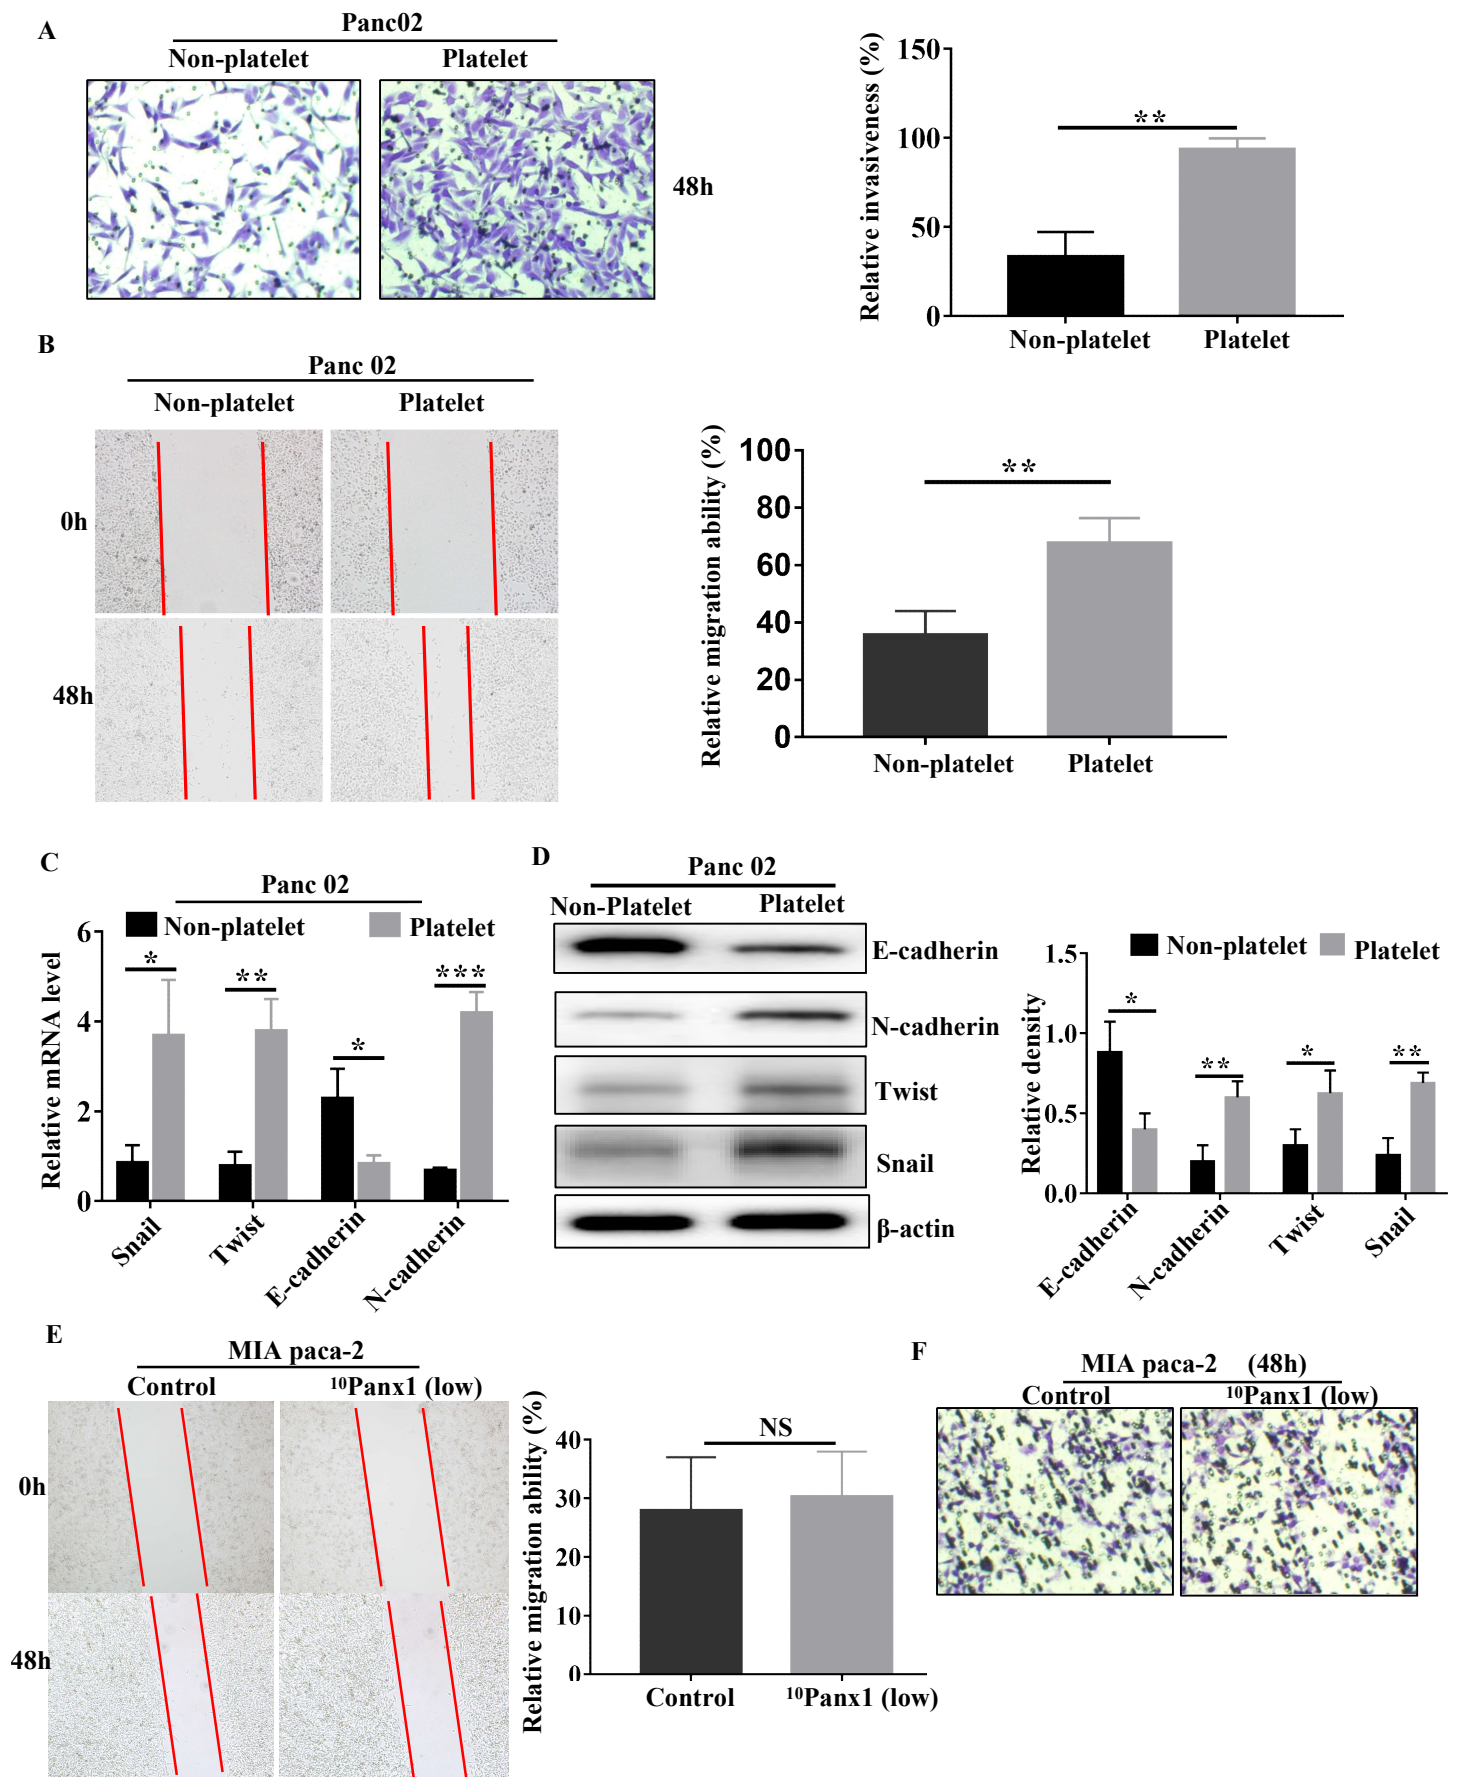 A
Panc02
Non-platelet Platelet
48h
Relative invasiveness (%)
150
100
50
0
**
Non-platelet Platelet
B
Panc 02
Non-platelet Platelet
0h
48h
Relative migration ability (%)
100
80
60
40
20
0
**
Non-platelet Platelet
C
Panc 02
Non-platelet Platelet
Relative mRNA level
6
4
2
0
* ** * ***
Snail Twist E-cadherin N-cadherin
D
Panc 02
Non-Platelet Platelet
E-cadherin
N-cadherin
Twist
Snail
β-actin
Non-platelet Platelet
Relative density
1.5
1.0
0.5
0.0
* ** * **
E-cadherin N-cadherin Twist Snail
E
MIA paca-2
Control ¹⁰Panx1 (low)
0h
48h
Relative migration ability (%)
40
30
20
10
0
NS
Control ¹⁰Panx1 (low)
F
MIA paca-2 (48h)
Control ¹⁰Panx1 (low)